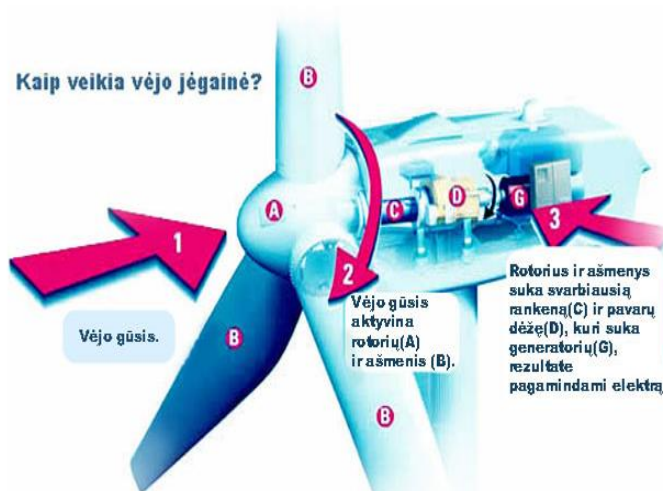 Kaip veikia vėjo jėgainė?
B
A
C
D
G
1
2
3
B
B
Vėjo gūsis.
Vėjo gūsis
aktyvina
rotorių(A)
ir ašmenis (B).
Rotorius ir ašmenys
suka svarbiausią
rankeną(C) ir pavarų
dėžę(D), kuri suka
generatorių(G),
rezultate
pagamindami elektrą